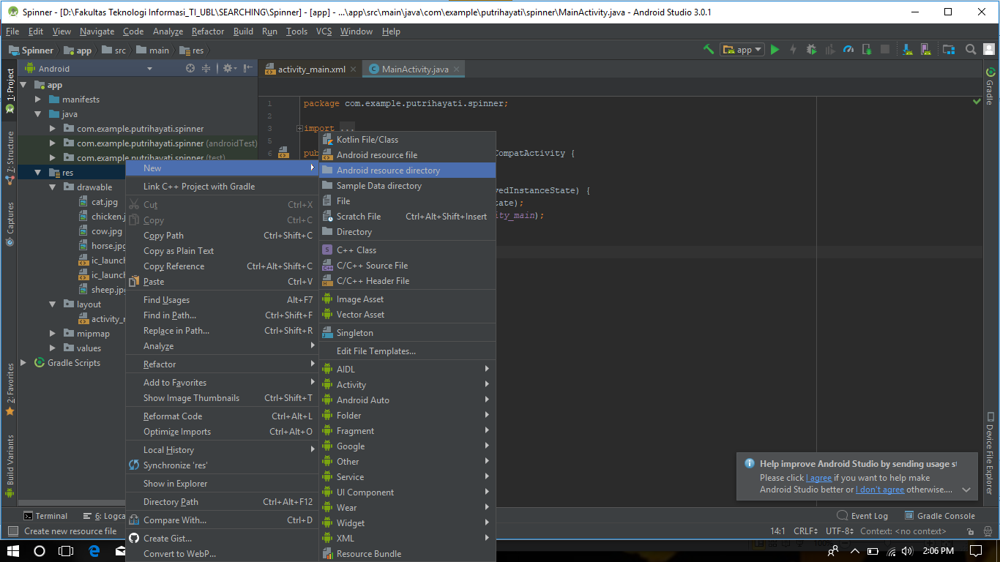 Spinner - [D:\Fakultas Teknologi Informasi_TI_UBL\SEARCHING\Spinner] - [app] - ...\app\src\main\java\com\example\putrihayati\spinner\MainActivity.java - Android Studio 3.0.1
File Edit View Navigate Code Analyze Refactor Build Run Tools VCS Window Help
Spinner app src main res app
Android
activity_main.xml MainActivity.java
1: Project
7: Structure
Captures
2: Favorites
Build Variants
app
manifests
java
com.example.putrihayati.spinner
com.example.putrihayati.spinner (androidTest)
com.example.putrihayati.spinner (test)
res
drawable
cat.jpg
chicken.j
cow.jpg
horse.jpg
ic_launch
ic_launch
sheep.jpg
layout
activity_
mipmap
values
Gradle Scripts
1 package com.example.putrihayati.spinner;
2
3 import ...
5
6 pub CompatActivity {
vedInstanceState) {
tate);
ity_main);
New
Link C++ Project with Gradle
Cut Ctrl+X
Copy Ctrl+C
Copy Path Ctrl+Shift+C
Copy as Plain Text
Copy Reference Ctrl+Alt+Shift+C
Paste Ctrl+V
Find Usages Alt+F7
Find in Path... Ctrl+Shift+F
Replace in Path... Ctrl+Shift+R
Analyze
Refactor
Add to Favorites
Show Image Thumbnails Ctrl+Shift+T
Reformat Code Ctrl+Alt+L
Optimize Imports Ctrl+Alt+O
Local History
Synchronize 'res'
Show in Explorer
Directory Path Ctrl+Alt+F12
Compare With... Ctrl+D
Create Gist...
Convert to WebP...
Kotlin File/Class
Android resource file
Android resource directory
Sample Data directory
File
Scratch File Ctrl+Alt+Shift+Insert
Directory
C++ Class
C/C++ Source File
C/C++ Header File
Image Asset
Vector Asset
Singleton
Edit File Templates...
AIDL
Activity
Android Auto
Folder
Fragment
Google
Other
Service
UI Component
Wear
Widget
XML
Resource Bundle
Gradle
Device File Explorer
Help improve Android Studio by sending usage st
Please click I agree if you want to help make
Android Studio better or I don't agree otherwise....
Terminal 6: Logca Event Log Gradle Console
Create new resource file 14:1 CRLF UTF-8 Context: <no context>
2:06 PM